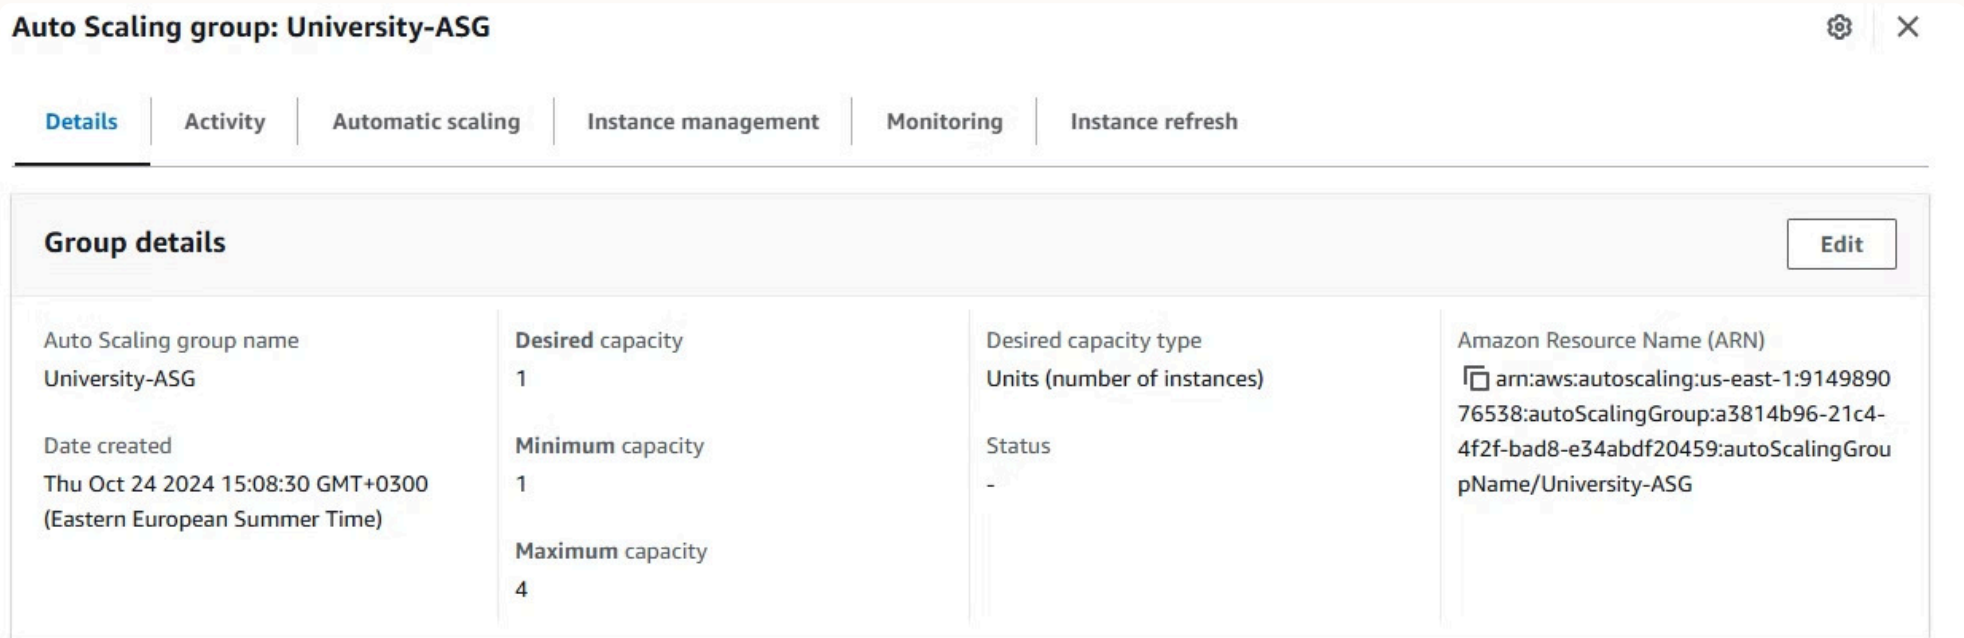 Auto Scaling group: University-ASG
Details
Activity
Automatic scaling
Instance management
Monitoring
Instance refresh
Group details
Edit
Auto Scaling group name
University-ASG
Date created
Thu Oct 24 2024 15:08:30 GMT+0300
(Eastern European Summer Time)
Desired capacity
1
Minimum capacity
1
Maximum capacity
4
Desired capacity type
Units (number of instances)
Status
-
Amazon Resource Name (ARN)
arn:aws:autoscaling:us-east-1:9149890
76538:autoScalingGroup:a3814b96-21c4-
4f2f-bad8-e34abdf20459:autoScalingGrou
pName/University-ASG